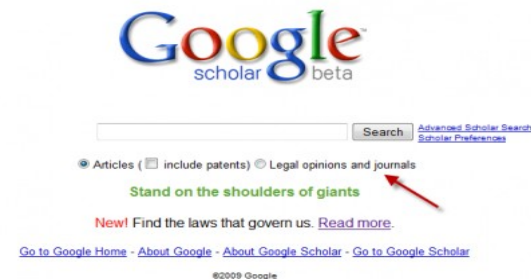 Google
scholar beta
Search Advanced Scholar Search
Scholar Preferences
Articles ( include patents) Legal opinions and journals
Stand on the shoulders of giants
New! Find the laws that govern us. Read more.
Go to Google Home - About Google - About Google Scholar - Go to Google Scholar
©2009 Google